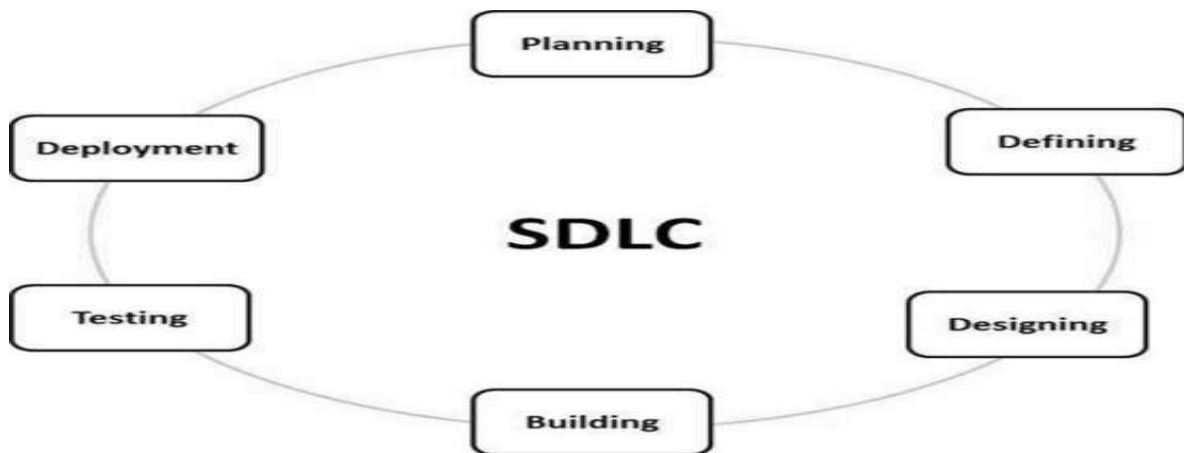 Planning
Deployment
Defining
SDLC
Testing
Designing
Building